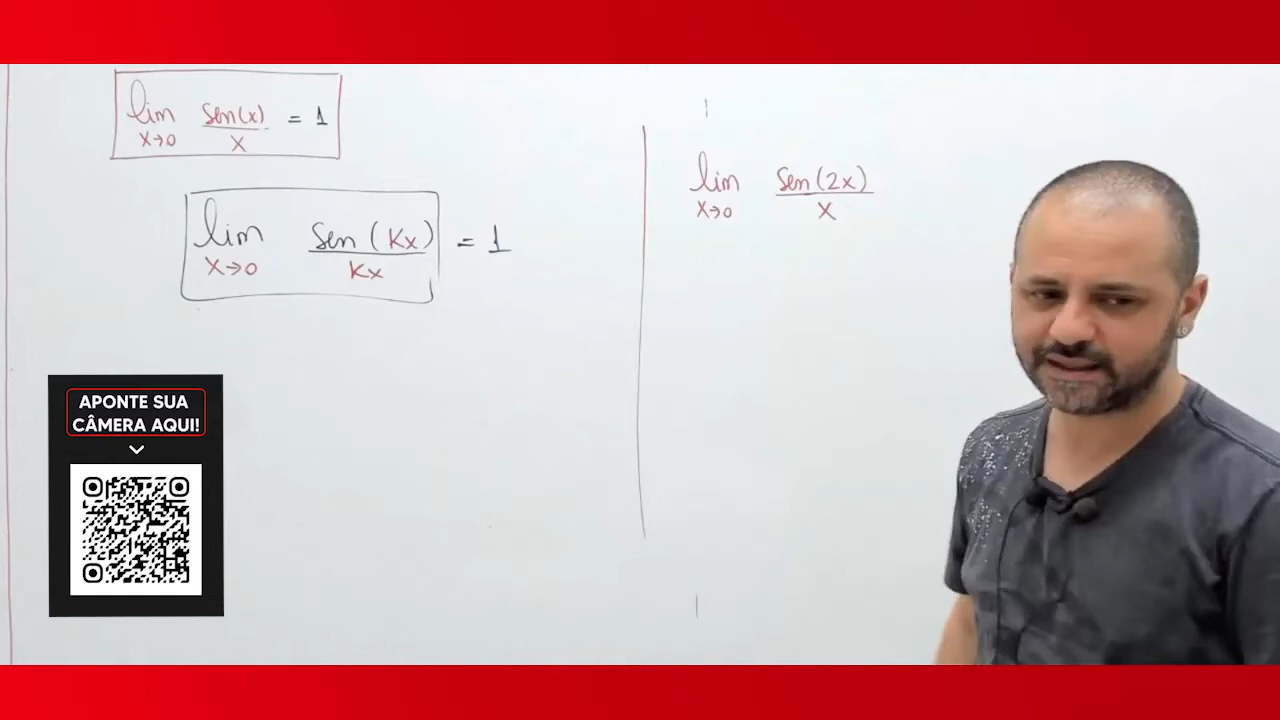 lim sen(x) = 1
x→0 x
lim sen(Kx) = 1
x→0 Kx
lim sen(2x)
x→0 x
APONTE SUA
CÂMERA AQUI!